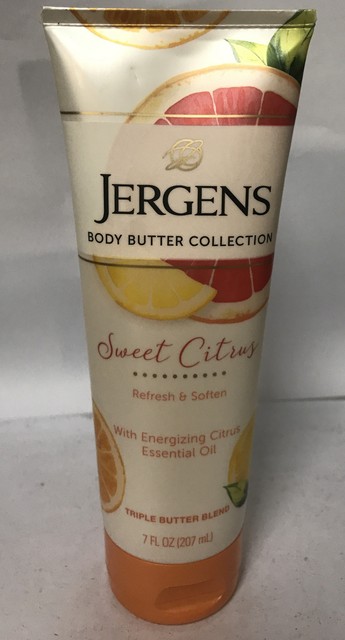 JERGENS
BODY BUTTER COLLECTION
Sweet Citrus
Refresh & Soften
With Energizing Citrus
Essential Oil
TRIPLE BUTTER BLEND
7 FL OZ (207 mL)